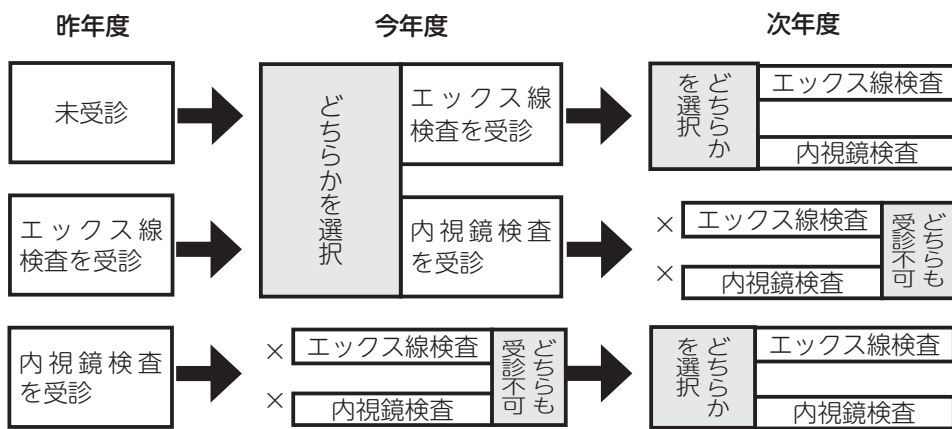 昨年度
今年度
次年度
未受診
どちらかを選択
エックス線
検査を受診
どちらか
を選択
エックス線検査
内視鏡検査
エックス線
検査を受診
内視鏡検査
を受診
× エックス線検査
× 内視鏡検査
どちらも
受診不可
内視鏡検査
を受診
× エックス線検査
× 内視鏡検査
どちらも
受診不可
どちらか
を選択
エックス線検査
内視鏡検査